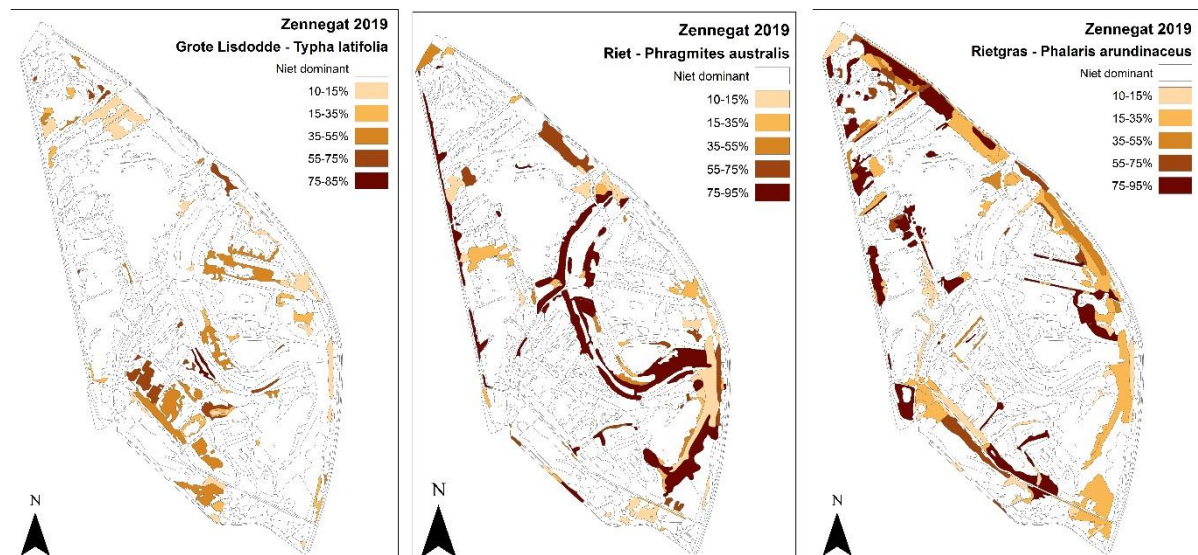 Zennegat 2019
Grote Lisdodde - Typha latifolia
Niet dominant
10-15%
15-35%
35-55%
55-75%
75-85%
N
Zennegat 2019
Riet - Phragmites australis
Niet dominant
10-15%
15-35%
35-55%
55-75%
75-95%
N
Zennegat 2019
Rietgras - Phalaris arundinaceus
Niet dominant
10-15%
15-35%
35-55%
55-75%
75-95%
N